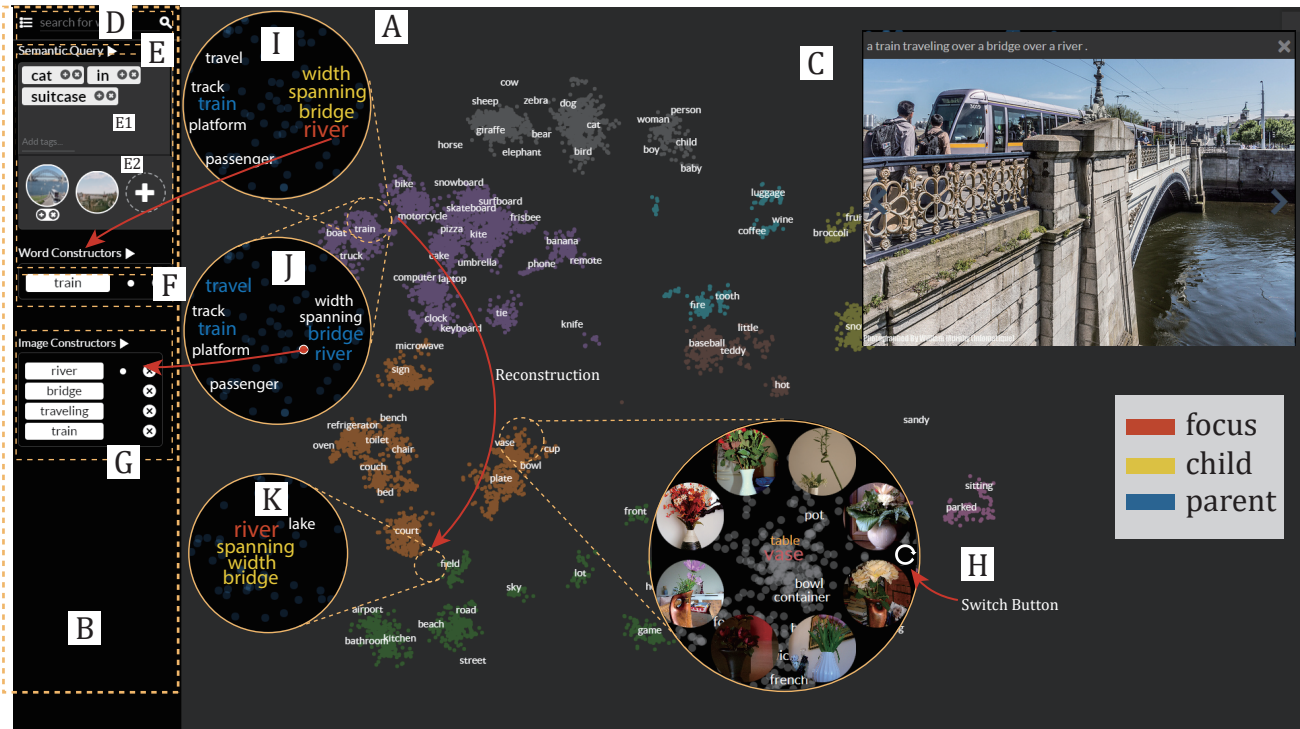 D
search for
E
Semantic Query ▶
cat
in
suitcase
E1
Add tags...
E2
Word Constructors ▶
train
F
Image Constructors ▶
river
bridge
traveling
train
G
B
I
travel
track
train
platform
passenger
width
spanning
bridge
river
J
travel
track
train
platform
passenger
width
spanning
bridge
river
K
river
lake
spanning
width
bridge
A
cow
sheep
zebra
dog
giraffe
bear
cat
horse
elephant
bird
person
woman
child
boy
baby
bike
snowboard
surfboard
skateboard
motorcycle
frisbee
boat
train
pizza
kite
truck
cake
umbrella
banana
phone
remote
computer
laptop
clock
keyboard
tie
knife
microwave
sign
luggage
wine
coffee
broccoli
fire
tooth
little
baseball
teddy
hot
Reconstruction
bench
refrigerator
toilet
oven
chair
couch
bed
vase
cup
bowl
plate
court
field
front
lot
sky
airport
road
beach
bathroom
kitchen
street
game
sandy
sitting
parked
C
a train traveling over a bridge over a river .
3015
pot
table
vase
bowl
container
french
H
Switch Button
focus
child
parent